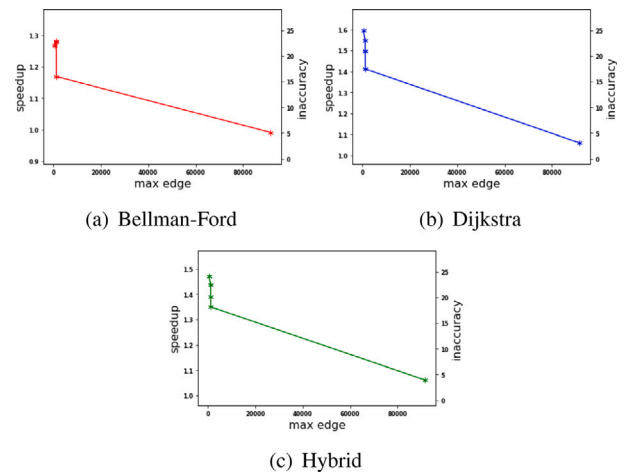 1.3
1.2
1.1
1.0
0.9
speedup
25
20
15
10
5
0
inaccuracy
0 20000 40000 60000 80000
max edge
(a) Bellman-Ford
1.6
1.5
1.4
1.3
1.2
1.1
1.0
speedup
25
20
15
10
5
0
inaccuracy
0 20000 40000 60000 80000
max edge
(b) Dijkstra
1.5
1.4
1.3
1.2
1.1
1.0
speedup
25
20
15
10
5
0
inaccuracy
0 20000 40000 60000 80000
max edge
(c) Hybrid